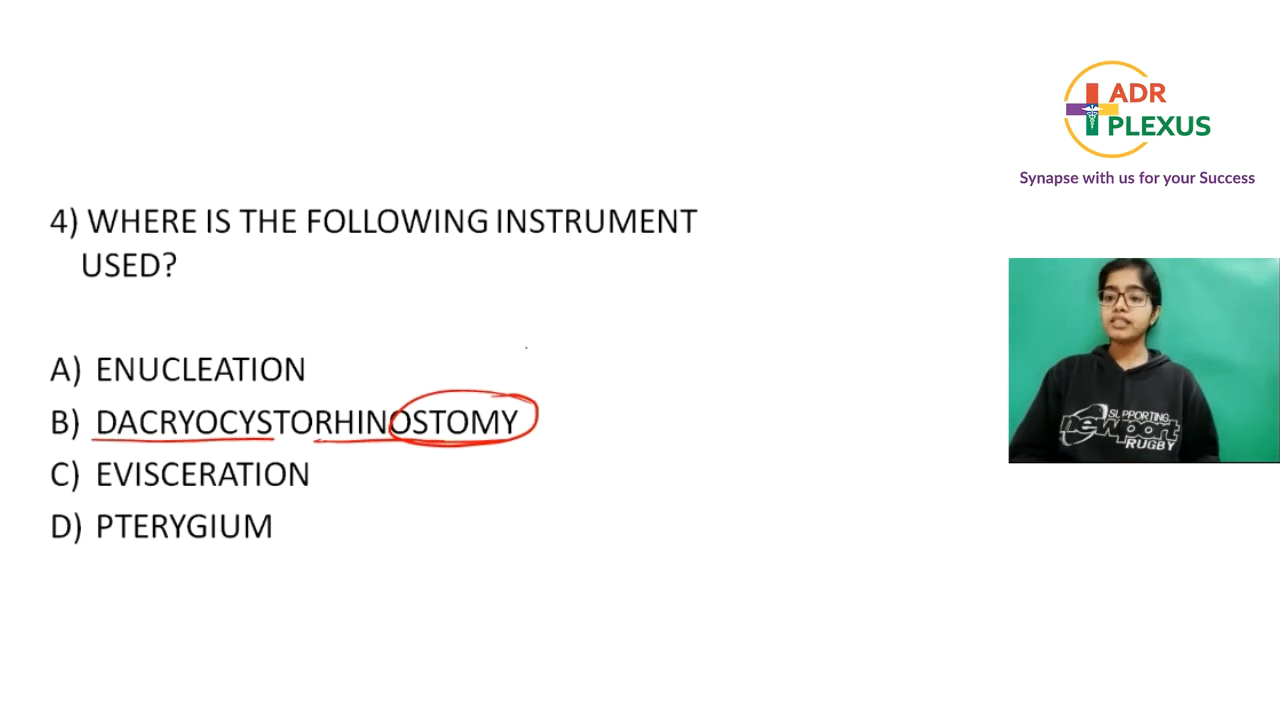 ADR
PLEXUS
Synapse with us for your Success
4) WHERE IS THE FOLLOWING INSTRUMENT
USED?
A) ENUCLEATION
B) DACRYOCYSTORHINOSTOMY
C) EVISCERATION
D) PTERYGIUM
SUPPORTING
newport
RUGBY